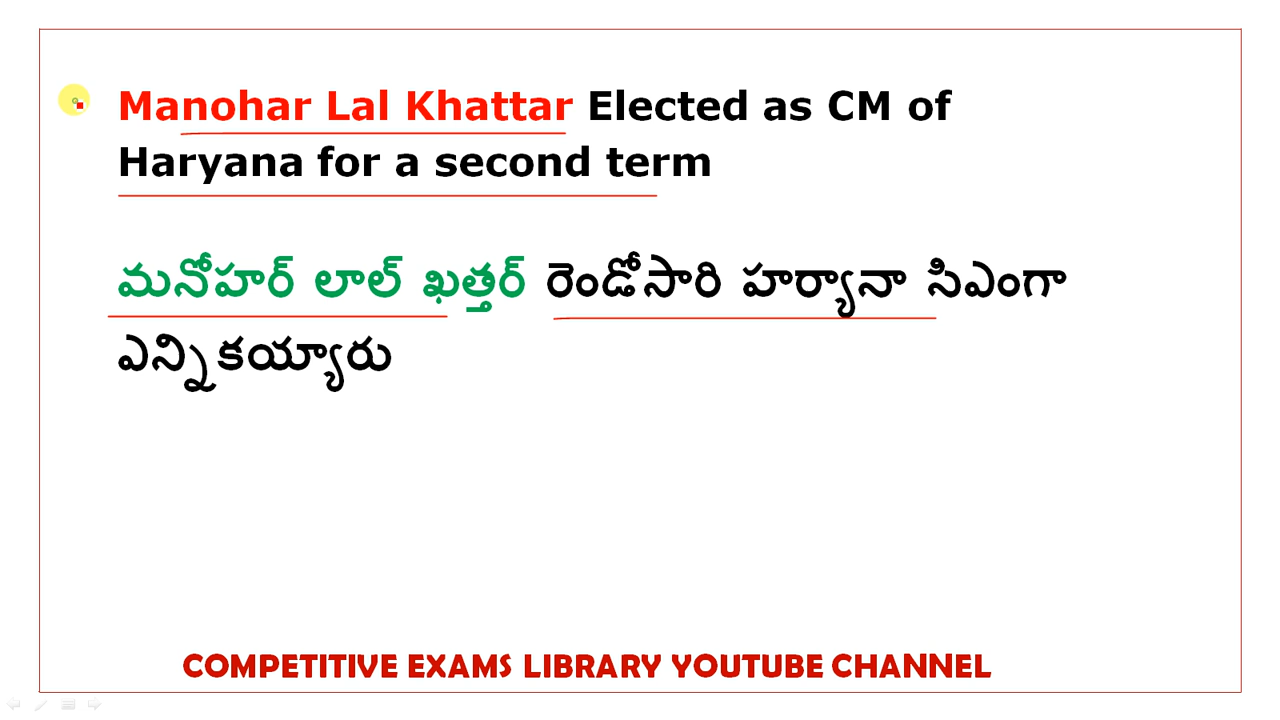 Manohar Lal Khattar Elected as CM of
Haryana for a second term
మనోహర్ లాల్ ఖత్తర్ రెండోసారి హర్యానా సిఎంగా
ఎన్నికయ్యారు
COMPETITIVE EXAMS LIBRARY YOUTUBE CHANNEL